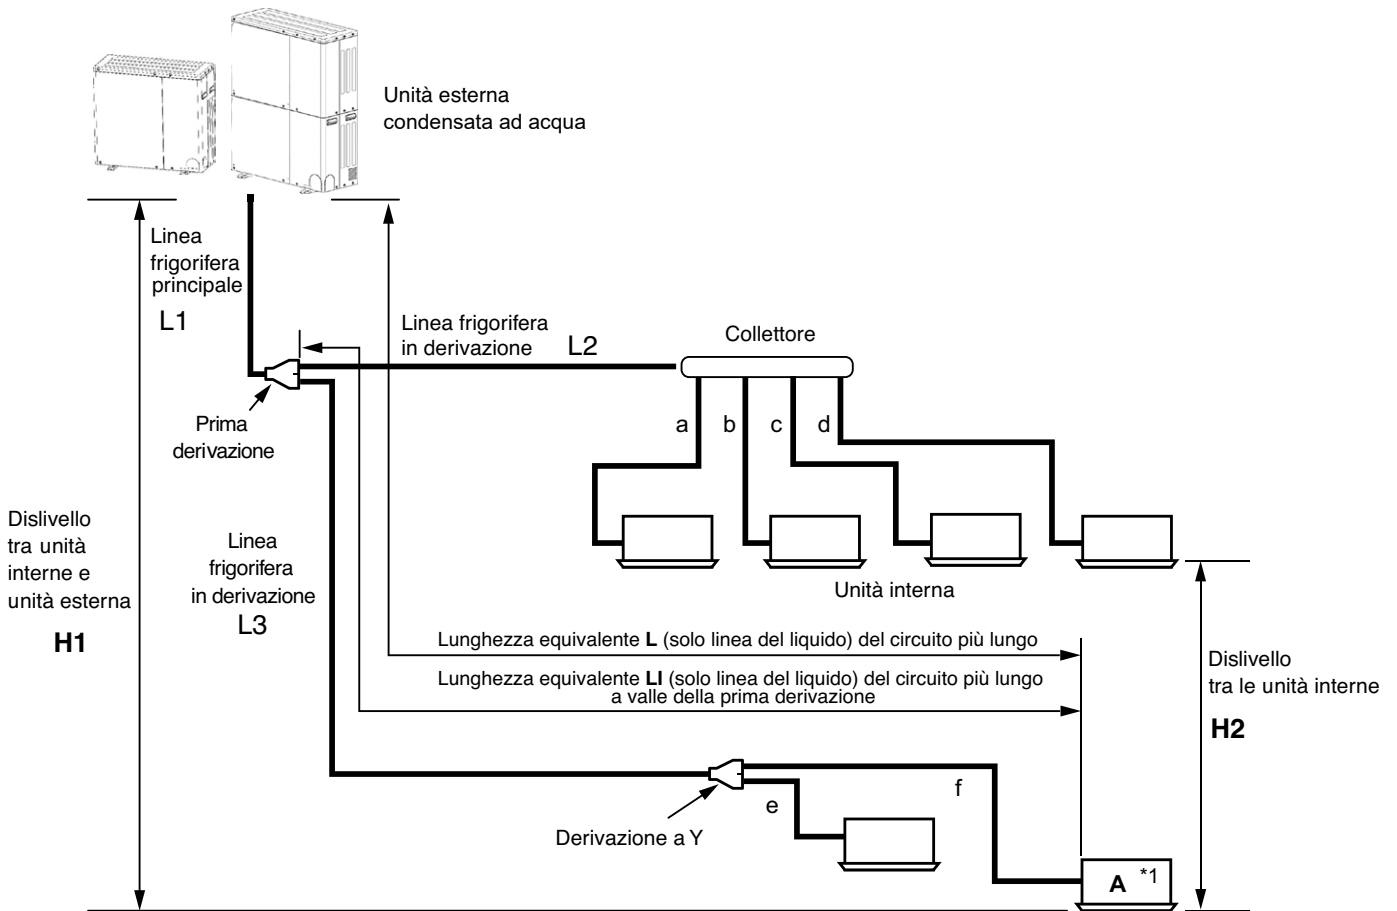 Unità esterna
condensata ad acqua
Linea
frigorifera
principale
L1
Linea frigorifera
in derivazione
L2
Collettore
Prima
derivazione
a
b
c
d
Dislivello
tra unità
interne e
unità esterna
H1
Linea
frigorifera
in derivazione
L3
Unità interna
Lunghezza equivalente L (solo linea del liquido) del circuito più lungo
Lunghezza equivalente LI (solo linea del liquido) del circuito più lungo
a valle della prima derivazione
Dislivello
tra le unità interne
H2
Derivazione a Y
e
f
A *1